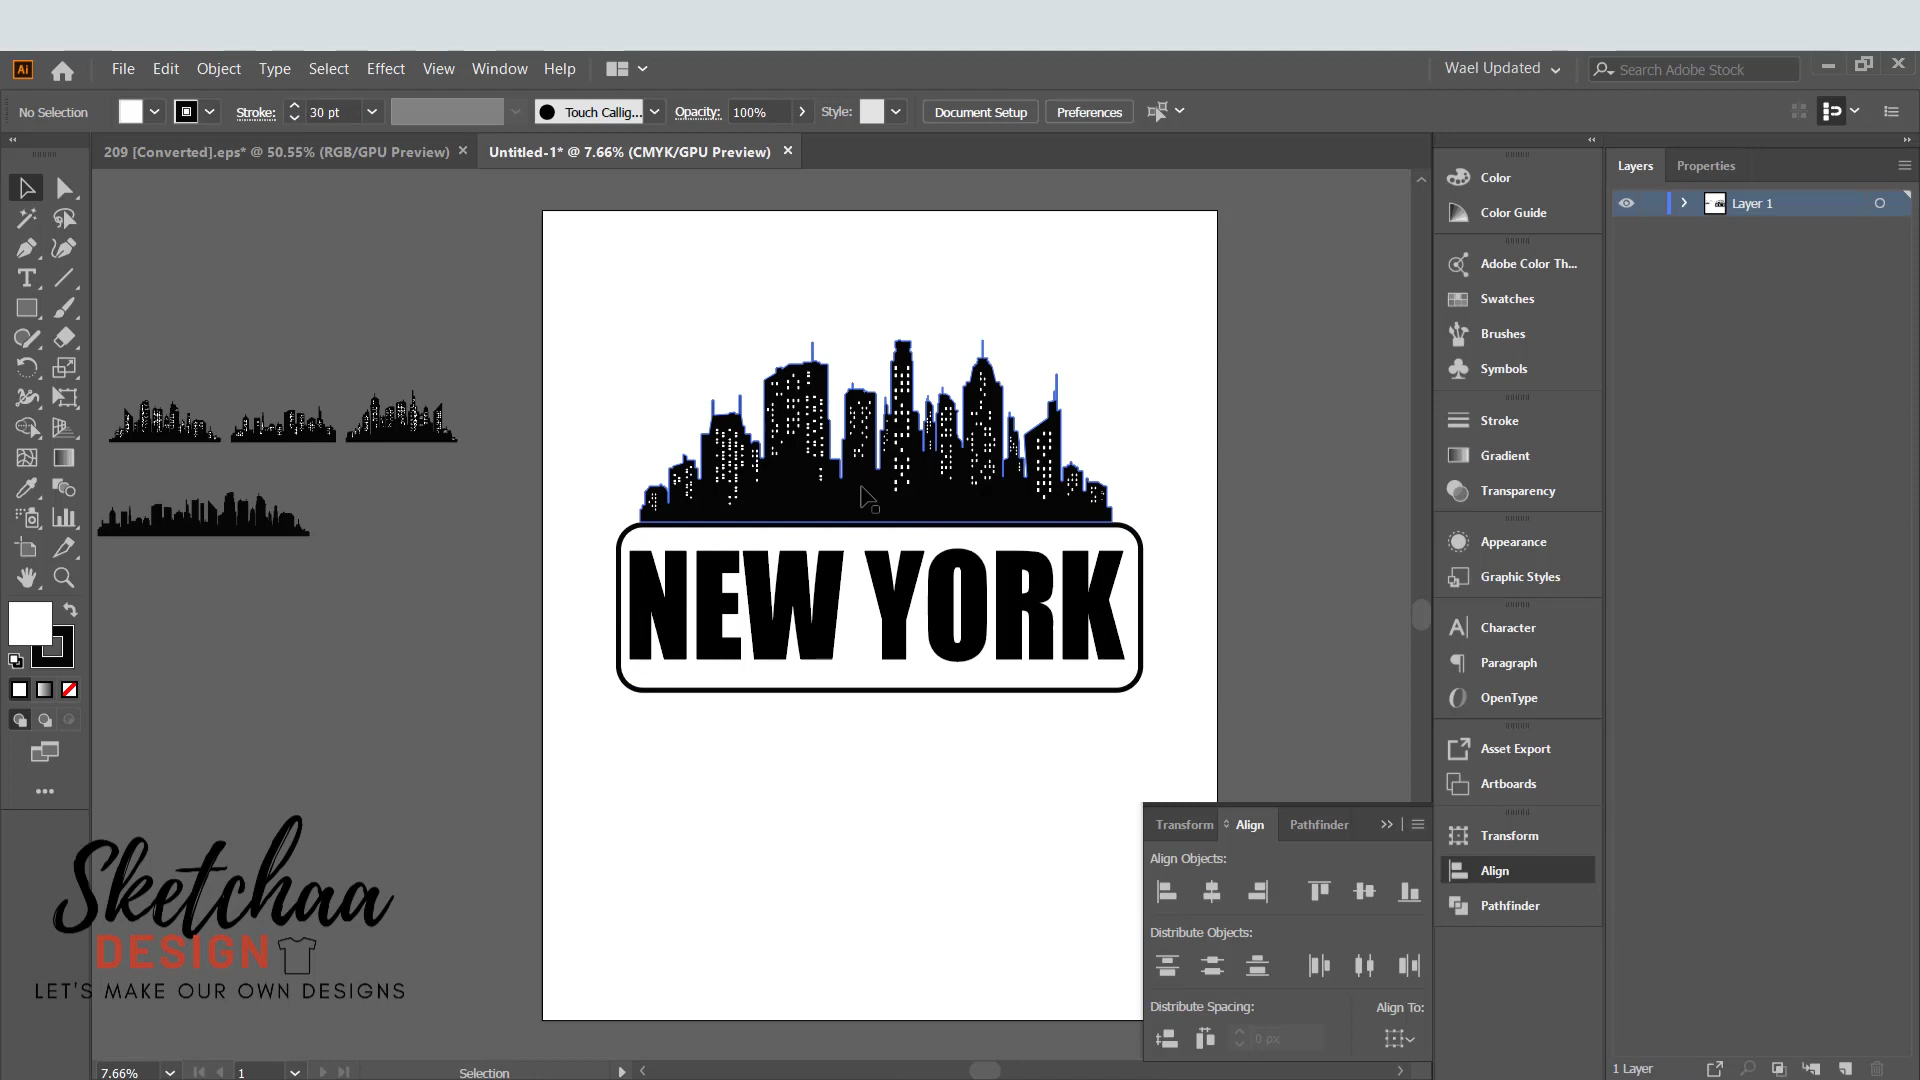 Ai File Edit Object Type Select Effect View Window Help Wael Updated Search Adobe Stock
No Selection Stroke: 30 pt Touch Callig... Opacity: 100% Style: Document Setup Preferences
209 [Converted].eps* @ 50.55% (RGB/GPU Preview) Untitled-1* @ 7.66% (CMYK/GPU Preview)
Layers Properties
Layer 1
Color
Color Guide
Adobe Color Th...
Swatches
Brushes
Symbols
Stroke
Gradient
Transparency
Appearance
Graphic Styles
Character
Paragraph
OpenType
Asset Export
Artboards
Transform
Align
Pathfinder
NEW YORK
Transform Align Pathfinder
Align Objects:
Distribute Objects:
Distribute Spacing: Align To:
0 px
Sketchaa
DESIGN
LET'S MAKE OUR OWN DESIGNS
7.66% 1 Selection
1 Layer